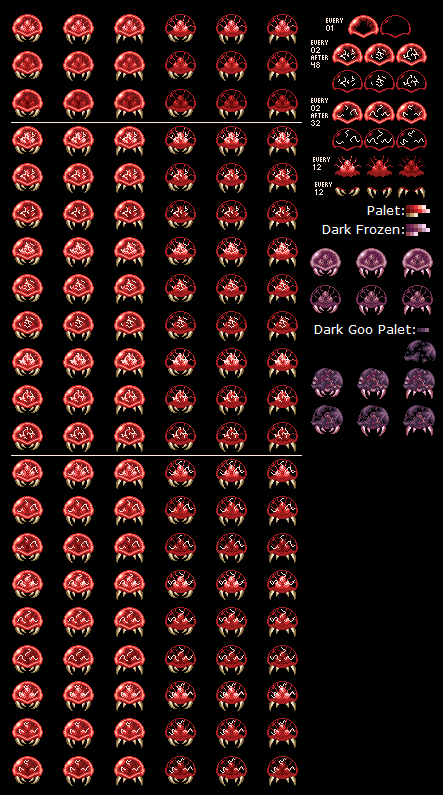 EVERY
01
EVERY
02
AFTER
48
EVERY
02
AFTER
32
EVERY
12
EVERY
12
Palet:
Dark Frozen:
Dark Goo Palet: